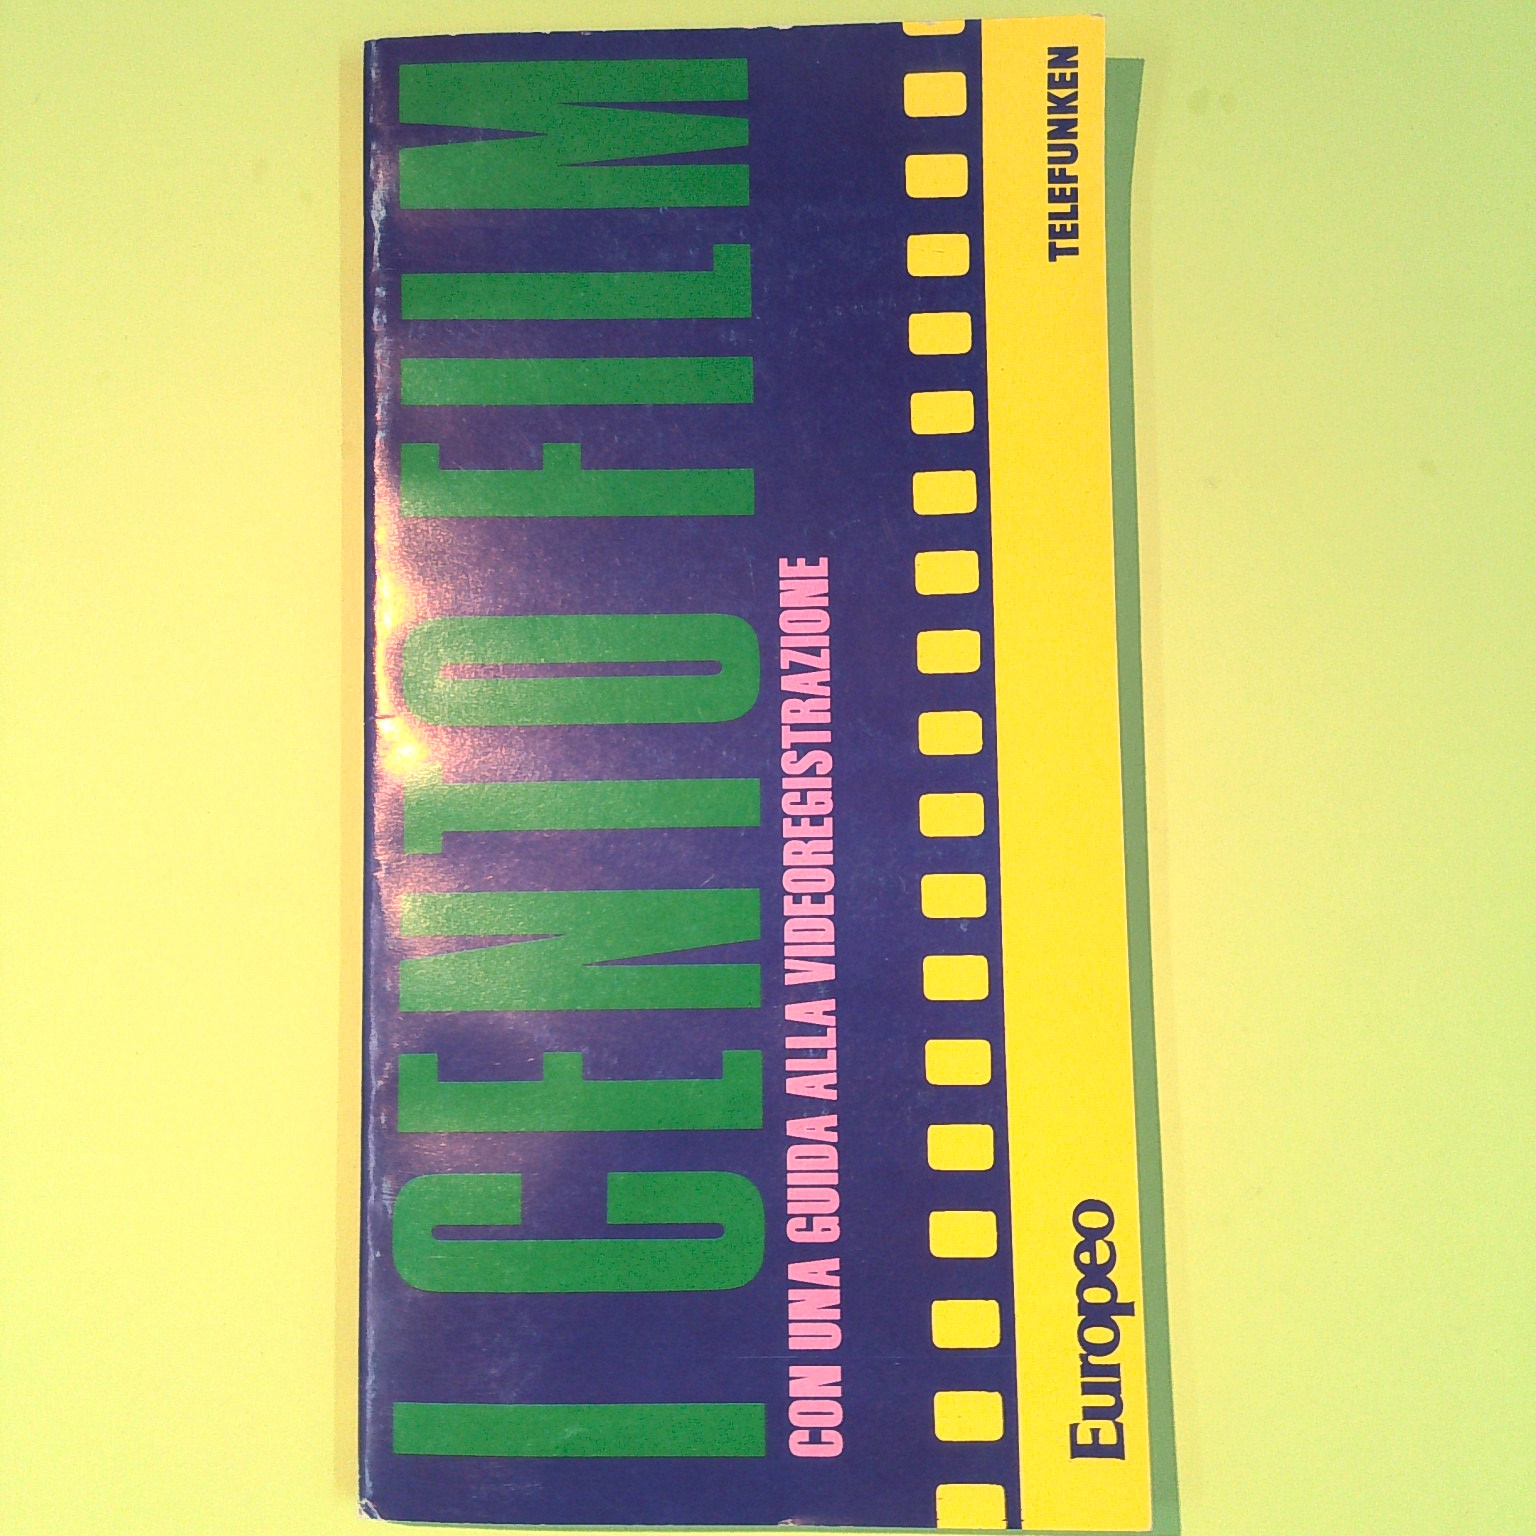 I CENTO FILM
CON UNA GUIDA ALLA VIDEOREGISTRAZIONE
Europeo
TELEFUNKEN